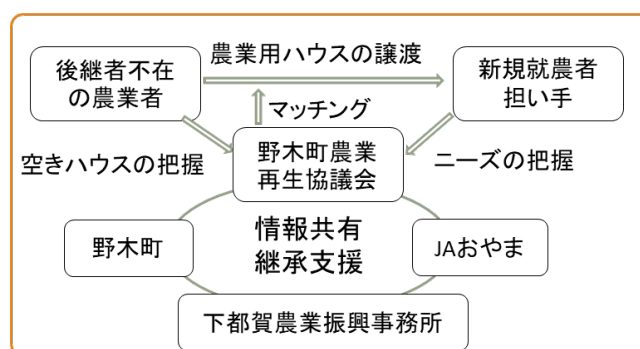 農業用ハウスの譲渡
後継者不在
の農業者
新規就農者
担い手
マッチング
空きハウスの把握
野木町農業
再生協議会
ニーズの把握
野木町
情報共有
継承支援
JAおやま
下都賀農業振興事務所